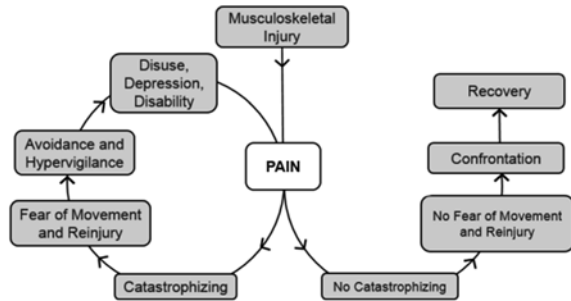 Musculoskeletal
Injury
Disuse,
Depression,
Disability
Recovery
Avoidance and
Hypervigilance
PAIN
Confrontation
Fear of Movement
and Reinjury
No Fear of Movement
and Reinjury
Catastrophizing
No Catastrophizing